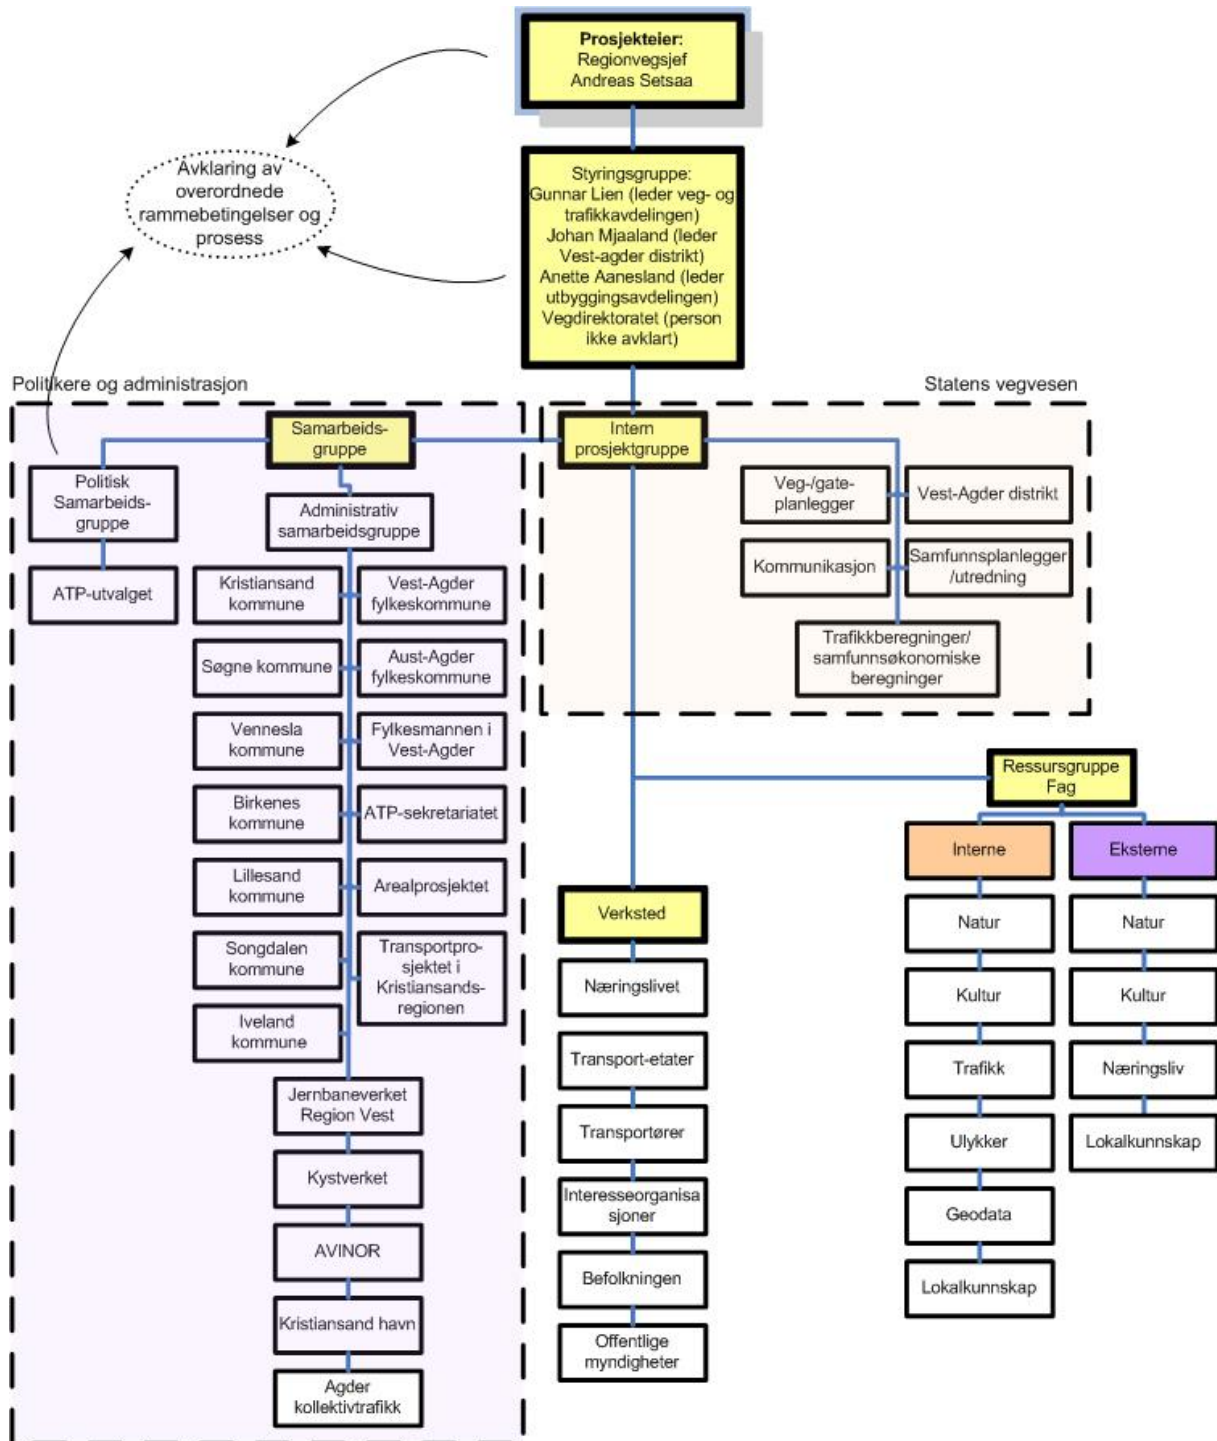 Prosjekteier:
Regionvegsjef
Andreas Setsaa
Avklaring av
overordnede
rammebetingelser og
prosess
Styringsgruppe:
Gunnar Lien (leder veg- og
trafikkavdelingen)
Johan Mjaaland (leder
Vest-agder distrikt)
Anette Aanesland (leder
utbyggingsavdelingen)
Vegdirektoratet (person
ikke avklart)
Politikere og administrasjon
Statens vegvesen
Samarbeids-
gruppe
Intern
prosjektgruppe
Politisk
Samarbeids-
gruppe
ATP-utvalget
Administrativ
samarbeidsgruppe
Kristiansand
kommune
Vest-Agder
fylkeskommune
Søgne kommune
Aust-Agder
fylkeskommune
Vennesla
kommune
Fylkesmannen i
Vest-Agder
Birkenes
kommune
ATP-sekretariatet
Lillesand
kommune
Arealprosjektet
Songdalen
kommune
Transportpro-
sjektet i
Kristiansands-
regionen
Iveland
kommune
Jernbaneverket
Region Vest
Kystverket
AVINOR
Kristiansand havn
Agder
kollektivtrafikk
Veg-/gate-
planlegger
Vest-Agder distrikt
Kommunikasjon
Samfunnsplanlegger
/utredning
Trafikkberegninger/
samfunnsøkonomiske
beregninger
Verksted
Næringslivet
Transport-etater
Transportører
Interesseorganisa
sjoner
Befolkningen
Offentlige
myndigheter
Ressursgruppe
Fag
Interne
Natur
Kultur
Trafikk
Ulykker
Geodata
Lokalkunnskap
Eksterne
Natur
Kultur
Næringsliv
Lokalkunnskap